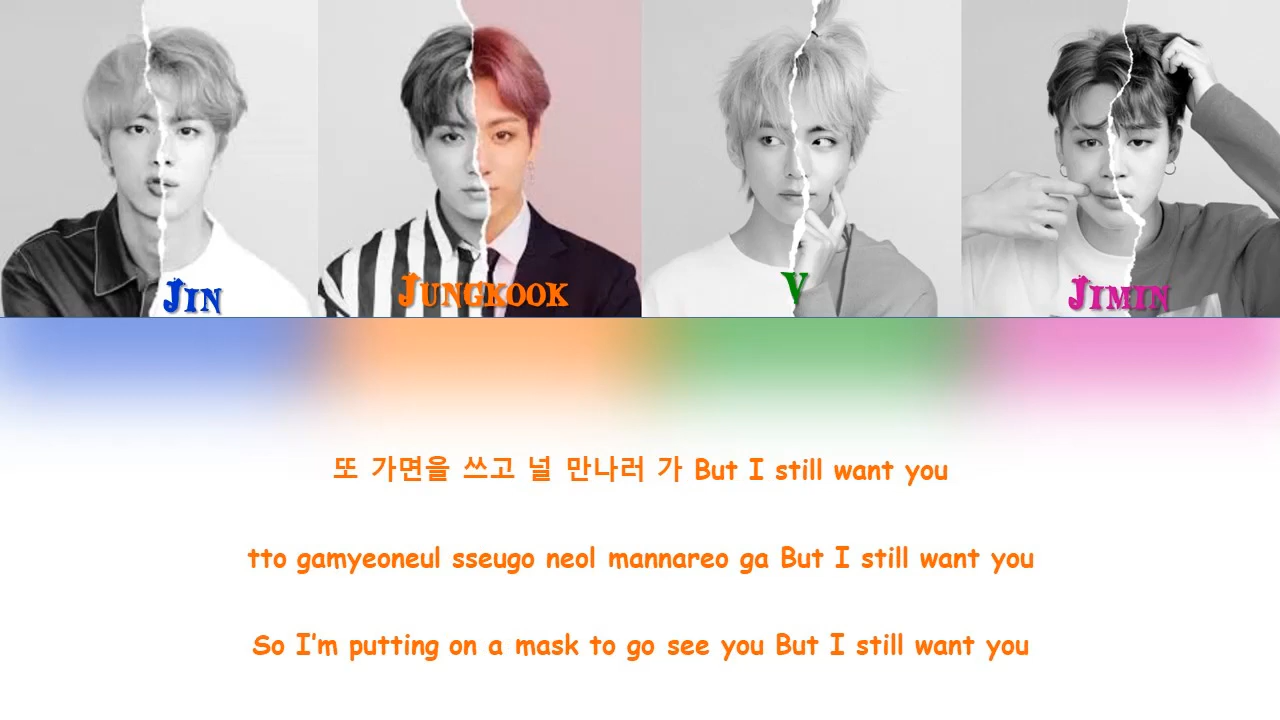 Jin
Jungkook
V
Jimin
또 가면을 쓰고 널 만나러 가 But I still want you
tto gamyeoneul sseugo neol mannareo ga But I still want you
So I’m putting on a mask to go see you But I still want you